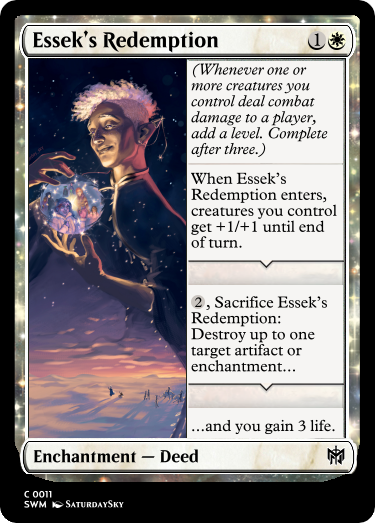 Essek's Redemption 1
(Whenever one or
more creatures you
control deal combat
damage to a player,
add a level. Complete
after three.)
When Essek's
Redemption enters,
creatures you control
get +1/+1 until end
of turn.
2, Sacrifice Essek's
Redemption:
Destroy up to one
target artifact or
enchantment...
...and you gain 3 life.
Enchantment — Deed
C 0011
SWM SATURDAYSKY